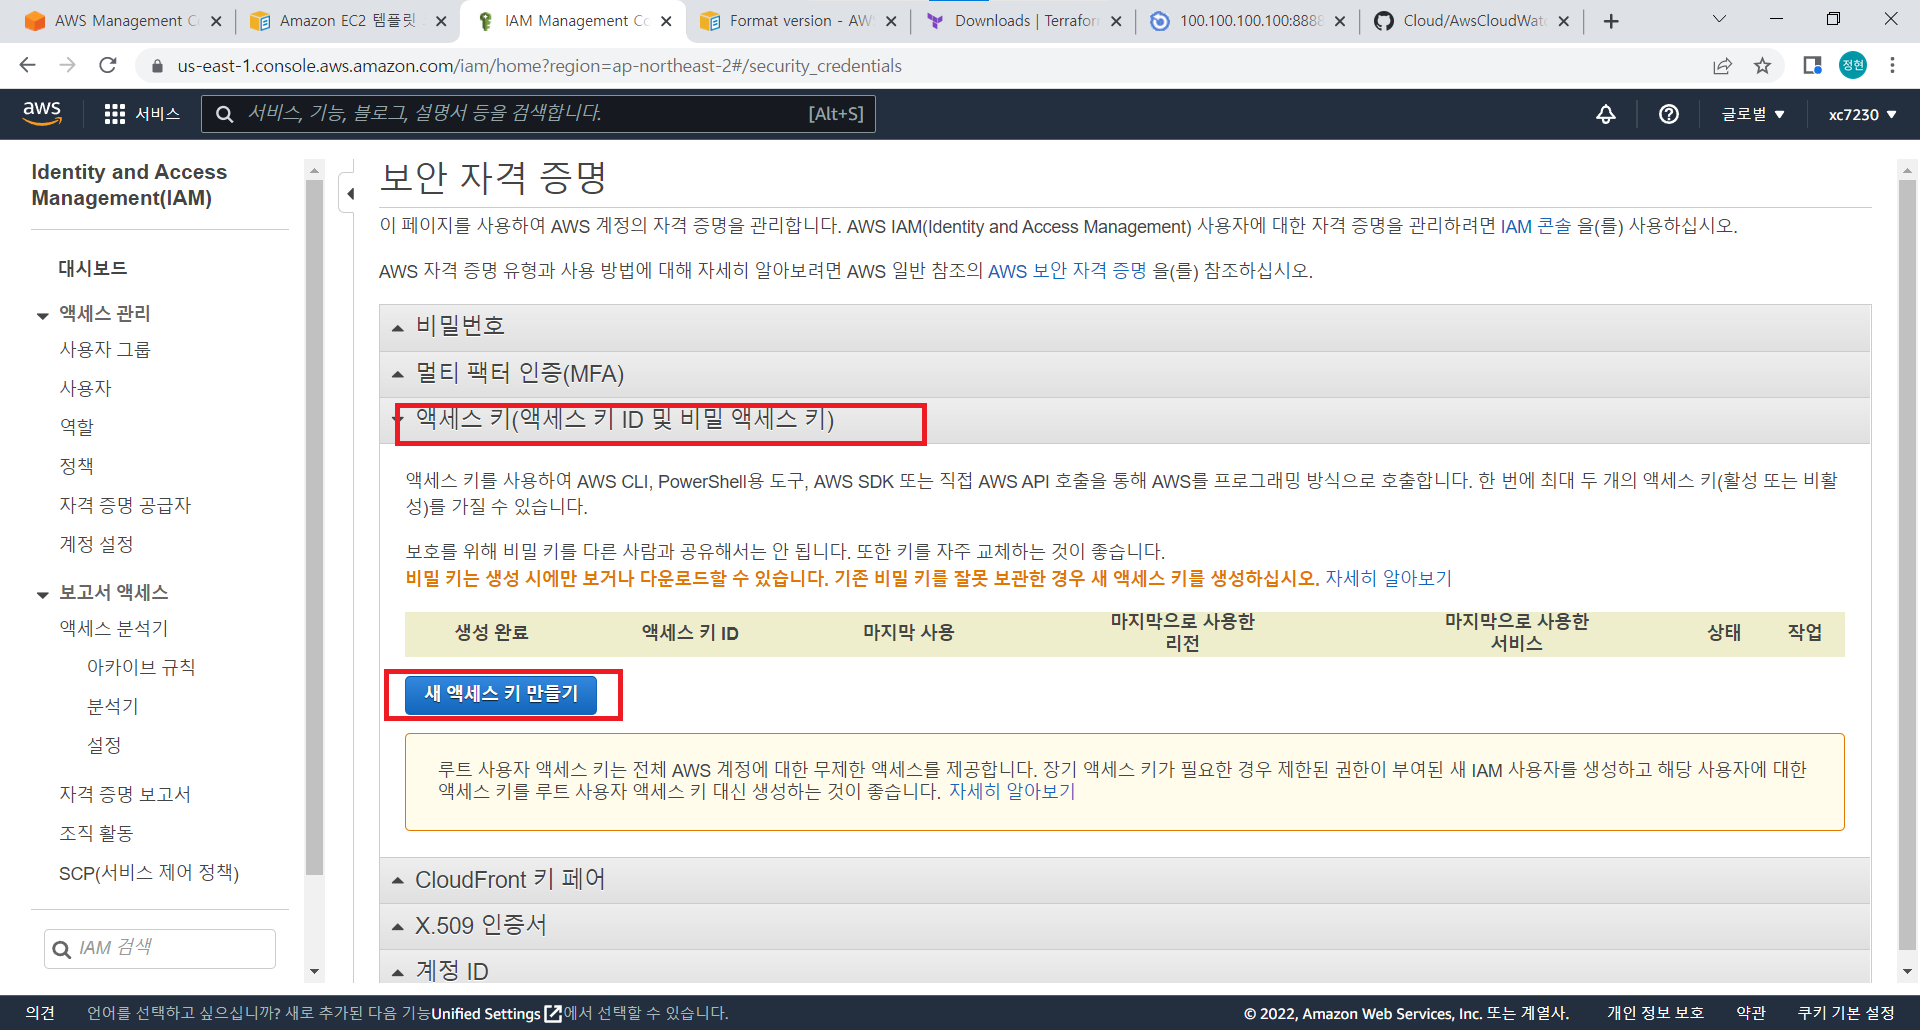 AWS Management C
Amazon EC2 템플릿
IAM Management Co
Format version - AWS
Downloads | Terraform
100.100.100.100:8888
Cloud/AwsCloudWatc
us-east-1.console.aws.amazon.com/iam/home?region=ap-northeast-2#/security_credentials
정현
aws
서비스
서비스, 기능, 블로그, 설명서 등을 검색합니다.
[Alt+S]
글로벌
xc7230
Identity and Access
Management(IAM)
대시보드
액세스 관리
사용자 그룹
사용자
역할
정책
자격 증명 공급자
계정 설정
보고서 액세스
액세스 분석기
아카이브 규칙
분석기
설정
자격 증명 보고서
조직 활동
SCP(서비스 제어 정책)
IAM 검색
보안 자격 증명
이 페이지를 사용하여 AWS 계정의 자격 증명을 관리합니다. AWS IAM(Identity and Access Management) 사용자에 대한 자격 증명을 관리하려면 IAM 콘솔 을(를) 사용하십시오.
AWS 자격 증명 유형과 사용 방법에 대해 자세히 알아보려면 AWS 일반 참조의 AWS 보안 자격 증명 을(를) 참조하십시오.
비밀번호
멀티 팩터 인증(MFA)
액세스 키(액세스 키 ID 및 비밀 액세스 키)
액세스 키를 사용하여 AWS CLI, PowerShell용 도구, AWS SDK 또는 직접 AWS API 호출을 통해 AWS를 프로그래밍 방식으로 호출합니다. 한 번에 최대 두 개의 액세스 키(활성 또는 비활
성)를 가질 수 있습니다.
보호를 위해 비밀 키를 다른 사람과 공유해서는 안 됩니다. 또한 키를 자주 교체하는 것이 좋습니다.
비밀 키는 생성 시에만 보거나 다운로드할 수 있습니다. 기존 비밀 키를 잘못 보관한 경우 새 액세스 키를 생성하십시오. 자세히 알아보기
생성 완료
액세스 키 ID
마지막 사용
마지막으로 사용한
리전
마지막으로 사용한
서비스
상태
작업
새 액세스 키 만들기
루트 사용자 액세스 키는 전체 AWS 계정에 대한 무제한 액세스를 제공합니다. 장기 액세스 키가 필요한 경우 제한된 권한이 부여된 새 IAM 사용자를 생성하고 해당 사용자에 대한
액세스 키를 루트 사용자 액세스 키 대신 생성하는 것이 좋습니다. 자세히 알아보기
CloudFront 키 페어
X.509 인증서
계정 ID
의견
언어를 선택하고 싶으십니까? 새로 추가된 다음 기능Unified Settings에서 선택할 수 있습니다.
© 2022, Amazon Web Services, Inc. 또는 계열사.
개인 정보 보호
약관
쿠키 기본 설정